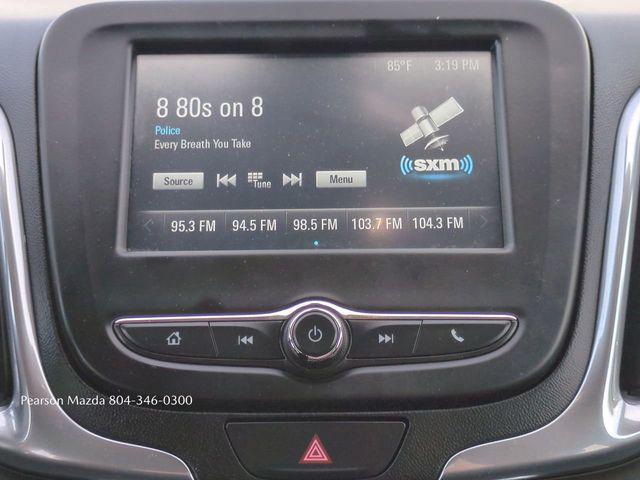 85°F 3:19 PM
8 80s on 8
Police
Every Breath You Take
sxm
Source Tune Menu
95.3 FM 94.5 FM 98.5 FM 103.7 FM 104.3 FM
Pearson Mazda 804-346-0300